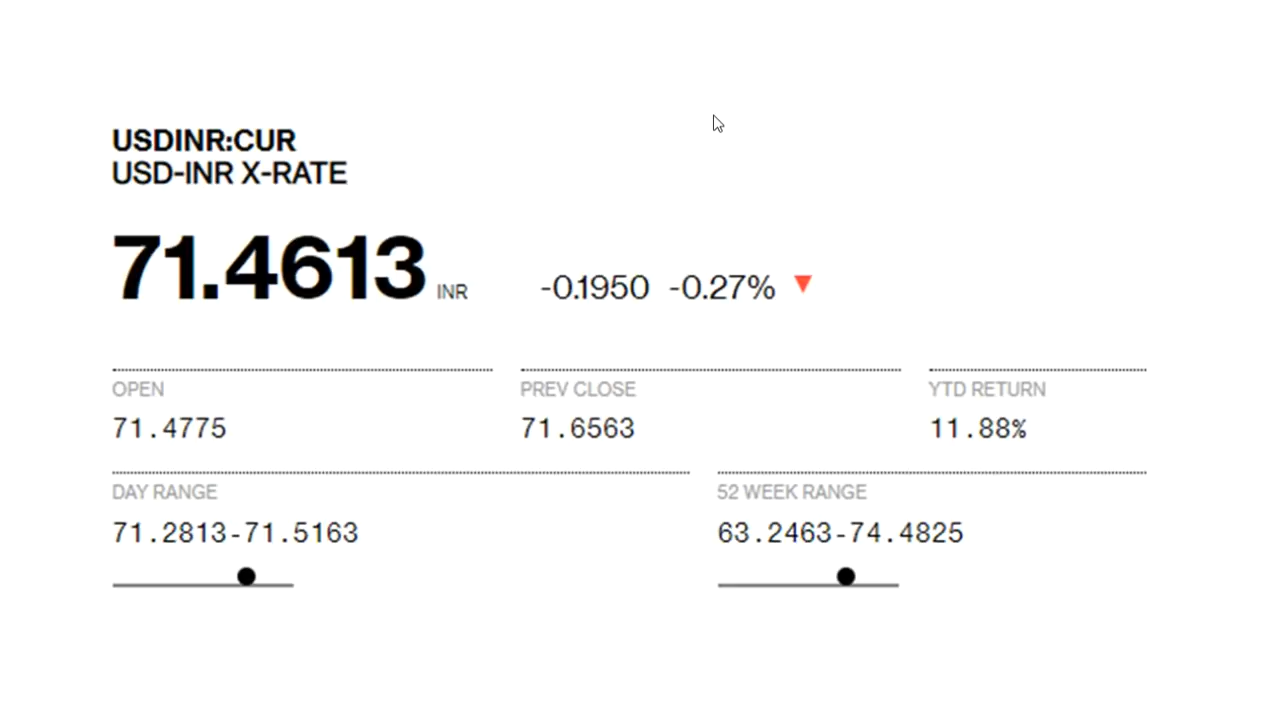 USDINR:CUR
USD-INR X-RATE
71.4613 INR -0.1950 -0.27%
OPEN PREV CLOSE YTD RETURN
71.4775 71.6563 11.88%
DAY RANGE 52 WEEK RANGE
71.2813-71.5163 63.2463-74.4825